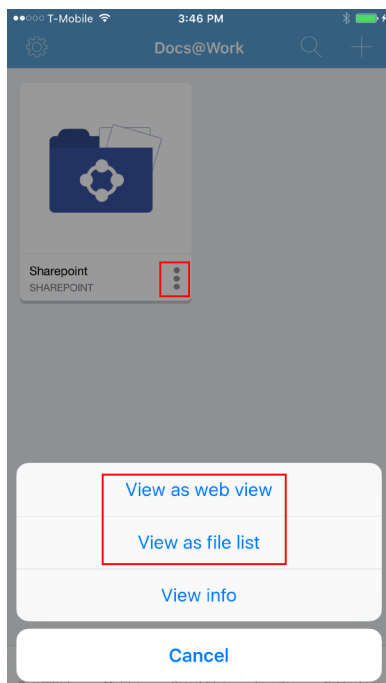 T-Mobile 3:46 PM
Docs@Work
Sharepoint
SHAREPOINT
View as web view
View as file list
View info
Cancel